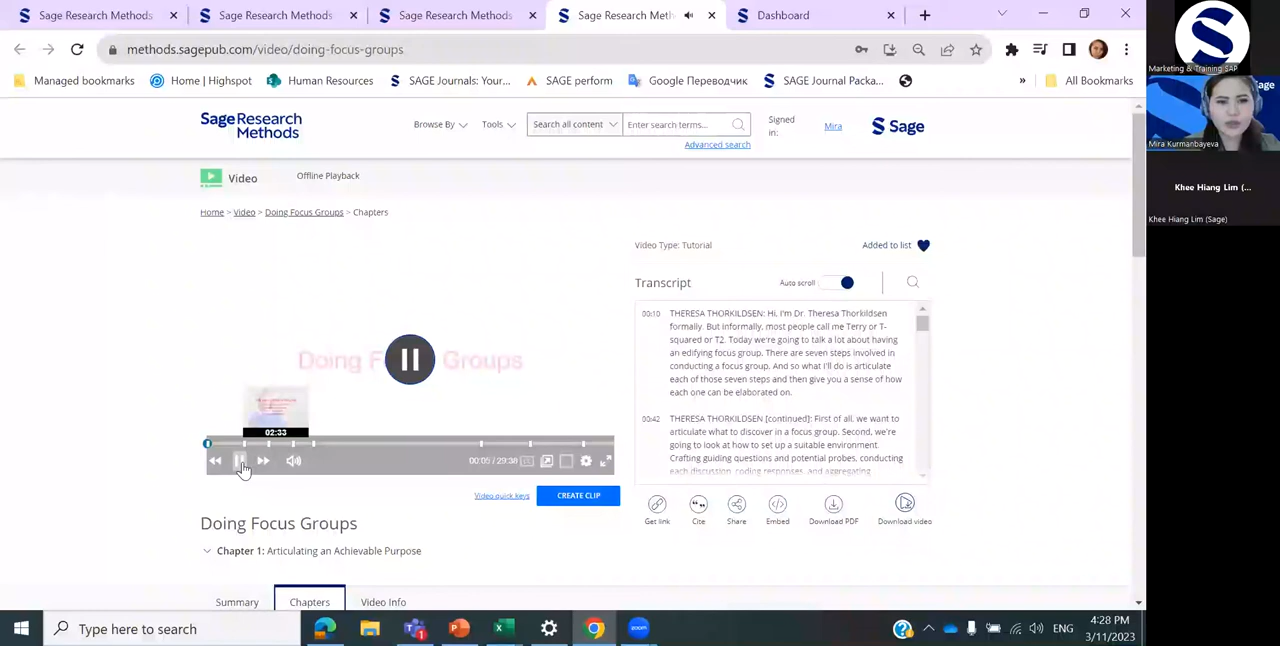 Sage Research Methods
Sage Research Methods
Sage Research Methods
Sage Research Meth
Dashboard
methods.sagepub.com/video/doing-focus-groups
Managed bookmarks
Home | Highspot
Human Resources
SAGE Journal
SAGE perform
Google Переводчик
SAGE Journal Packa...
»
All Bookmarks
Sage Research
Methods
Browse By
Tools
Search all content
Enter search terms...
Advanced search
Signed
in:
Mira
Sage
Video
Offline Playback
Home > Video > Doing Focus Groups > Chapters
Video Type: Tutorial
Added to list
Transcript
Auto scroll
00:10
THERESA THORKILDSEN: Hi, I'm Dr. Theresa Thorkildsen
formally. But informally, most people call me Terry or T-
squared or T2. Today we're going to talk a lot about having
an edifying focus group. There are seven steps involved in
conducting a focus group. And so what I'll do is articulate
each of those seven steps and then give you a sense of how
each one can be elaborated on.
00:42
THERESA THORKILDSEN [continued]: First of all, we want to
articulate what to discover in a focus group. Second, we're
going to look at how to set up a suitable environment.
Crafting guiding questions and potential probes, conducting
each discussion, coding responses, and aggregating
Doing F Groups
02:33
00:05 / 29:38
Video quick keys
CREATE CLIP
Get link
Cite
Share
Embed
Download PDF
Download video
Doing Focus Groups
Chapter 1: Articulating an Achievable Purpose
Summary
Chapters
Video Info
Type here to search
ENG
4:28 PM
3/11/2023
Marketing & Training SAP
age
Mira Kurmanbayeva
Khee Hiang Lim (...
Khee Hiang Lim (Sage)